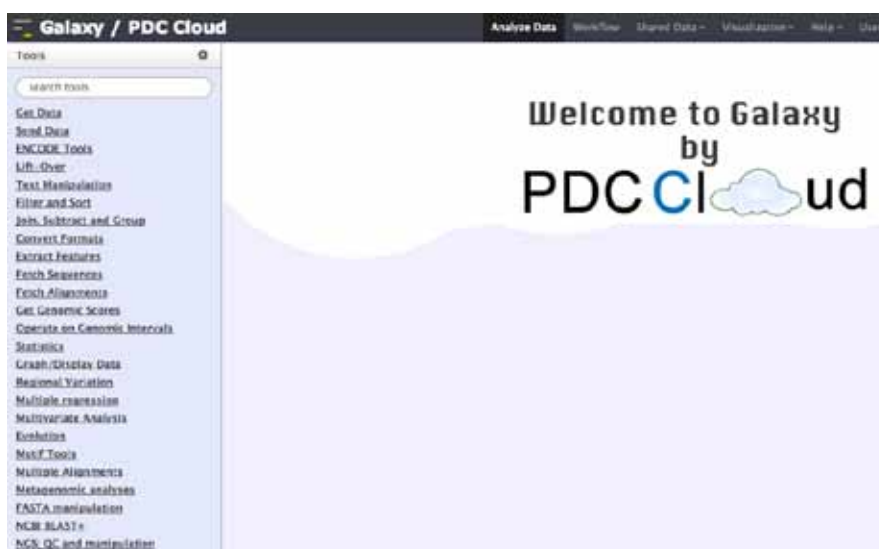 Galaxy / PDC Cloud
Analyze Data Workflow Shared Data Visualization Help User
Tools
search tools
Get Data
Send Data
ENCODE Tools
Lift-Over
Text Manipulation
Filter and Sort
Join, Subtract and Group
Convert Formats
Extract Features
Fetch Sequences
Fetch Alignments
Get Genomic Scores
Operate on Genomic Intervals
Statistics
Graph/Display Data
Regional Variation
Multiple regression
Multivariate Analysis
Evolution
Motif Tools
Multiple Alignments
Metagenomic analyses
FASTA manipulation
NCBI BLAST+
NGS: QC and manipulation
Welcome to Galaxy
by
PDC Cloud